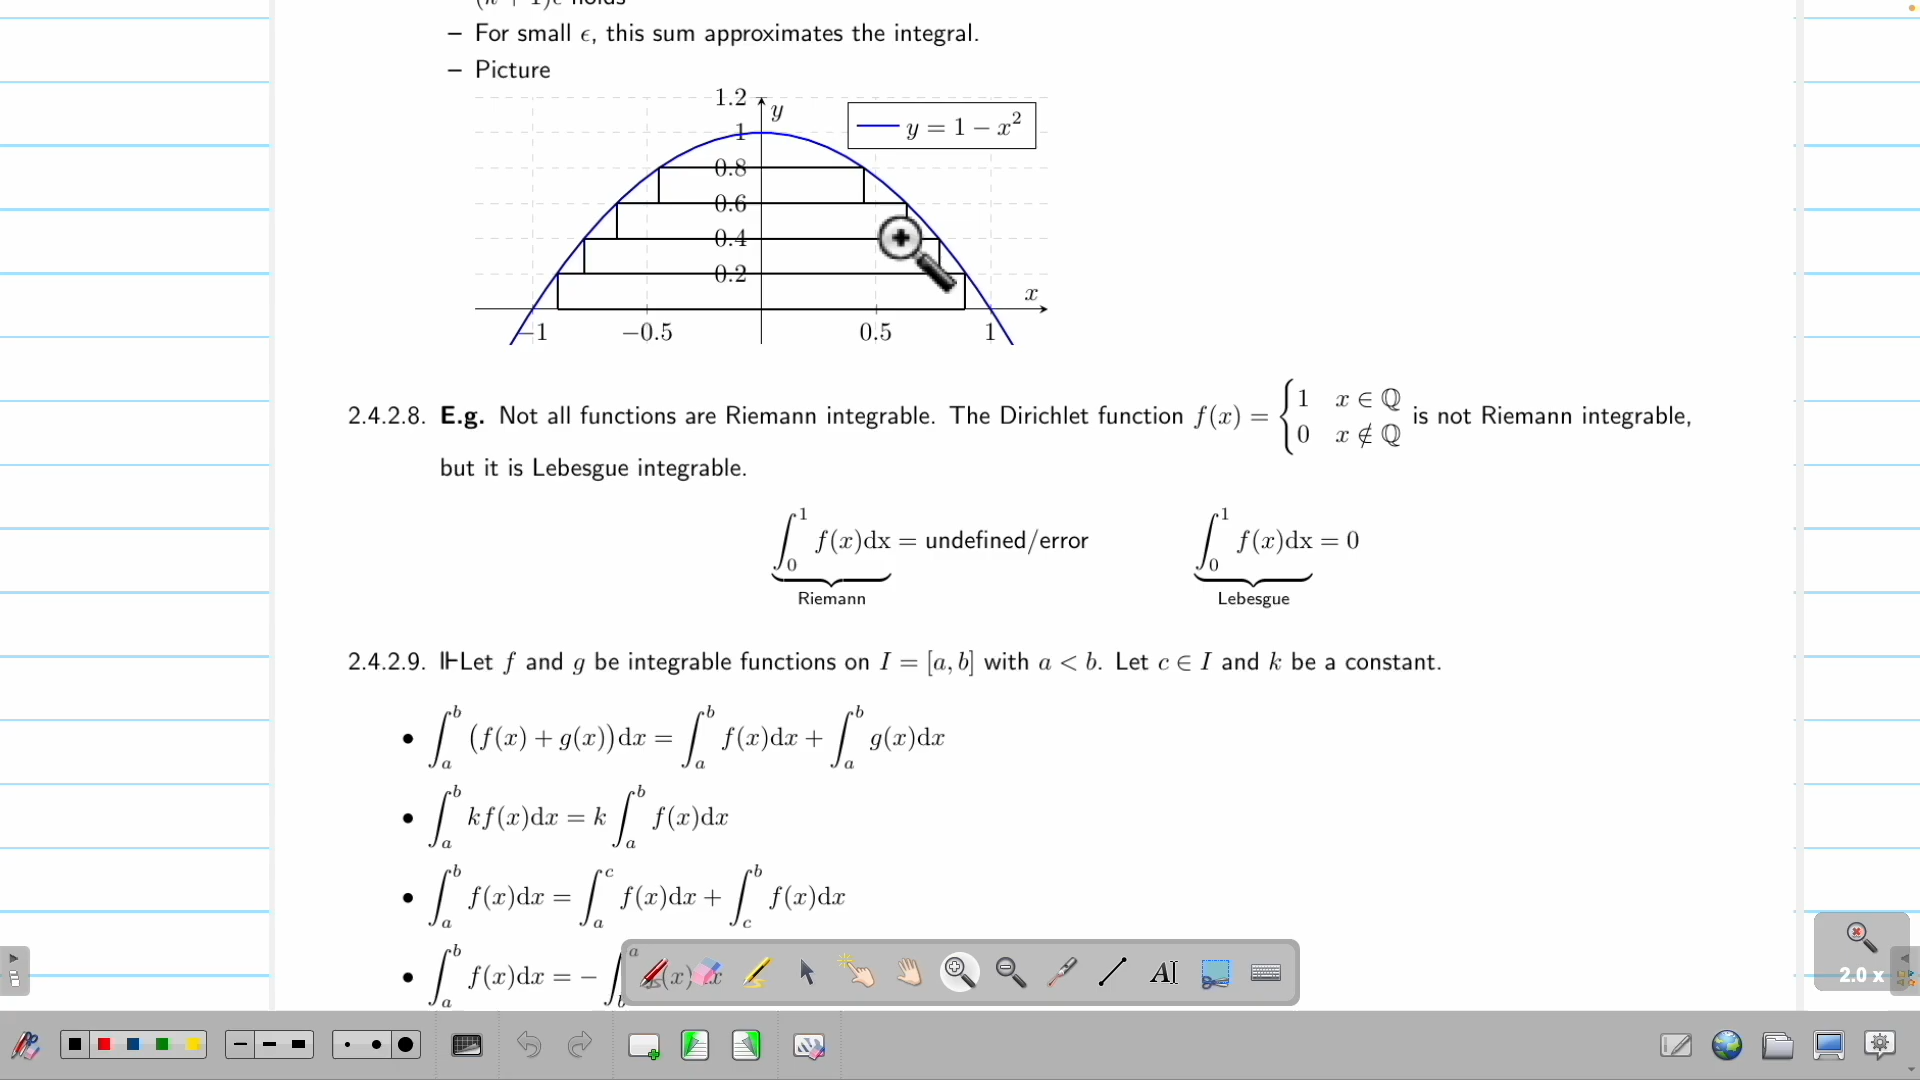 – For small ϵ, this sum approximates the integral.
– Picture
1.2
y
y = 1 − x²
1
0.8
0.6
0.4
0.2
x
−1 −0.5 0.5 1
2.4.2.8. E.g. Not all functions are Riemann integrable. The Dirichlet function f(x) = { 1 x ∈ ℚ
0 x ∉ ℚ is not Riemann integrable,
but it is Lebesgue integrable.
∫₀¹ f(x)dx = undefined/error ∫₀¹ f(x)dx = 0
Riemann Lebesgue
2.4.2.9. ⊪Let f and g be integrable functions on I = [a, b] with a < b. Let c ∈ I and k be a constant.
• ∫ₐᵇ (f(x) + g(x))dx = ∫ₐᵇ f(x)dx + ∫ₐᵇ g(x)dx
• ∫ₐᵇ kf(x)dx = k ∫ₐᵇ f(x)dx
• ∫ₐᵇ f(x)dx = ∫ₐᶜ f(x)dx + ∫_c^b f(x)dx
• ∫ₐᵇ f(x)dx = − ∫_b^a (x) x
AI
2.0 x